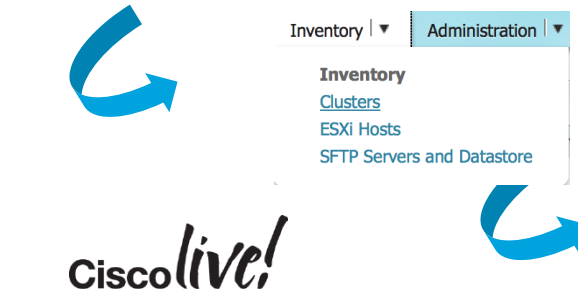 Inventory Administration
Inventory
Clusters
ESXi Hosts
SFTP Servers and Datastore
Cisco live!